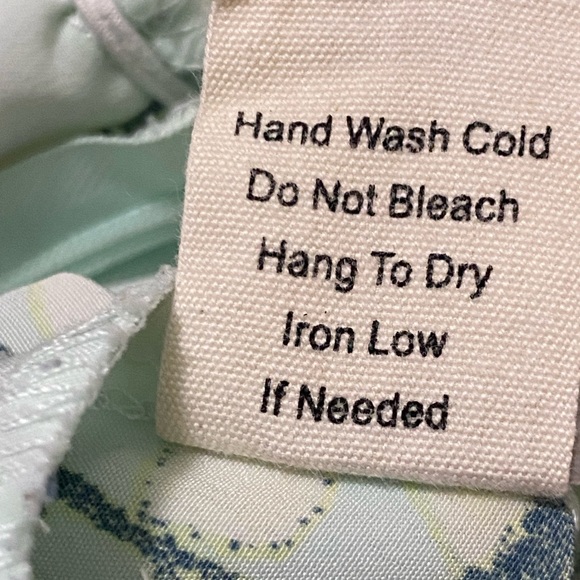 Hand Wash Cold
Do Not Bleach
Hang To Dry
Iron Low
If Needed